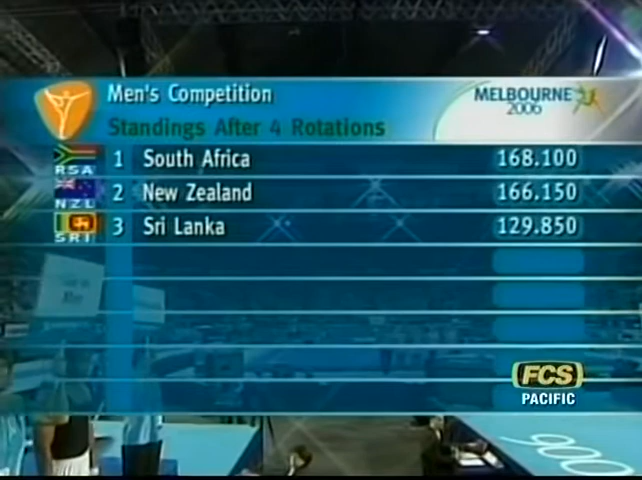 Men's Competition
MELBOURNE
2006
Standings After 4 Rotations
RSA 1 South Africa 168.100
NZL 2 New Zealand 166.150
SRI 3 Sri Lanka 129.850
FCS
PACIFIC